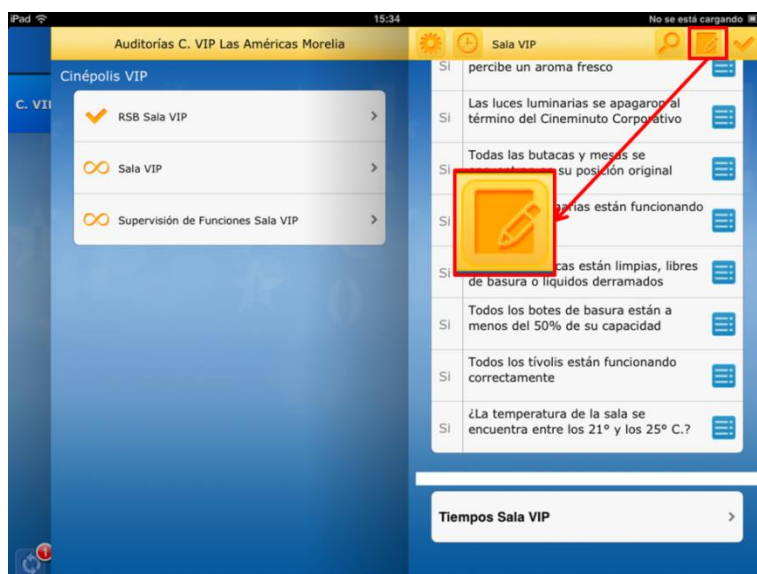 iPad
15:34
No se está cargando
Auditorías C. VIP Las Américas Morelia
Cinépolis VIP
C. VI
RSB Sala VIP
Sala VIP
Supervisión de Funciones Sala VIP
1
Sala VIP
Si
percibe un aroma fresco
Si
Las luces luminarias se apagaron al
término del Cineminuto Corporativo
Si
Todas las butacas y mesas se
su posición original
Si
están funcionando
Si
están limpias, libres
de basura o líquidos derramados
Si
Todos los botes de basura están a
menos del 50% de su capacidad
Si
Todos los tívolis están funcionando
correctamente
Si
¿La temperatura de la sala se
encuentra entre los 21° y los 25° C.?
Tiempos Sala VIP